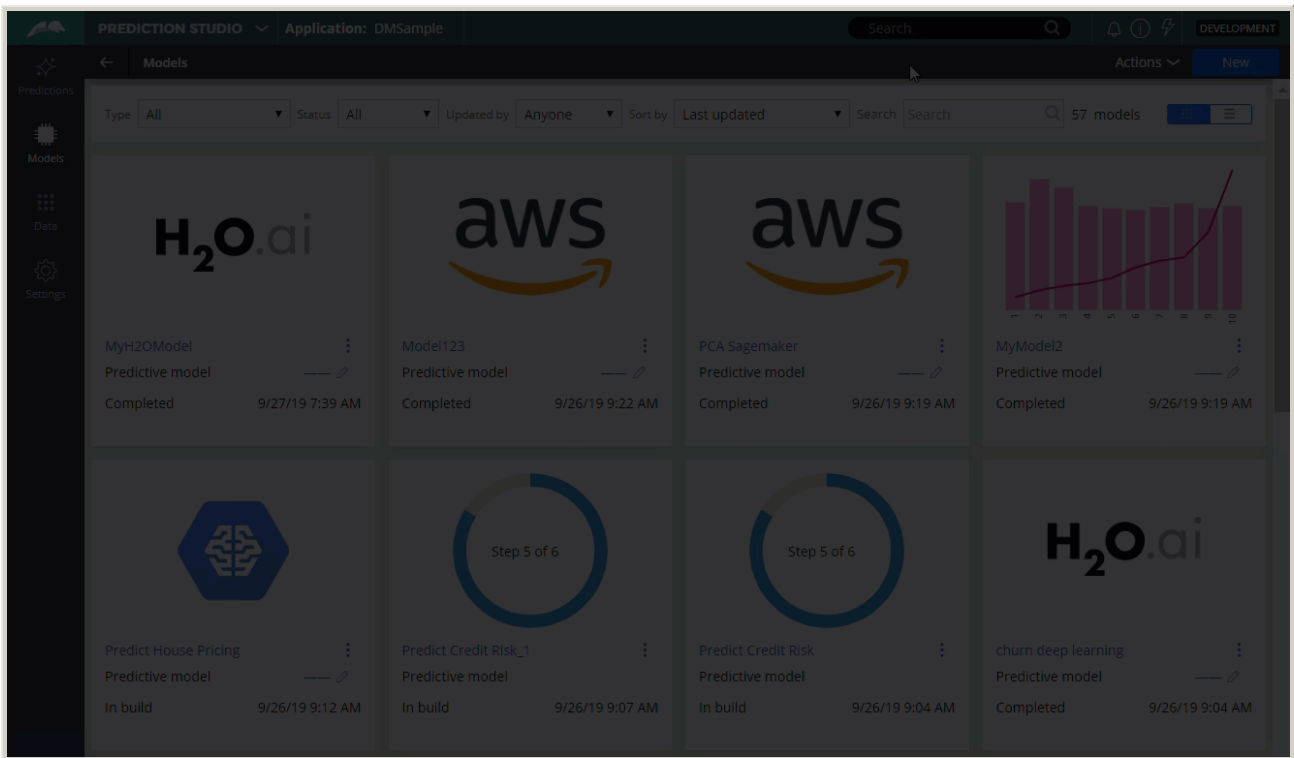 PREDICTION STUDIO Application: DMSample Search DEVELOPMENT
Predictions
Models
Data
Settings
Models Actions New
Type All Status All Updated by Anyone Sort by Last updated Search Search 57 models
H2O.ai
MyH2OModel
Predictive model
Completed 9/27/19 7:39 AM
aws
Model123
Predictive model
Completed 9/26/19 9:22 AM
aws
PCA Sagemaker
Predictive model
Completed 9/26/19 9:19 AM
1 2 3 4 5 6 7 8 9 10
MyModel2
Predictive model
Completed 9/26/19 9:19 AM
Predict House Pricing
Predictive model
In build 9/26/19 9:12 AM
Step 5 of 6
Predict Credit Risk_1
Predictive model
In build 9/26/19 9:07 AM
Step 5 of 6
Predict Credit Risk
Predictive model
In build 9/26/19 9:04 AM
H2O.ai
churn deep learning
Predictive model
Completed 9/26/19 9:04 AM